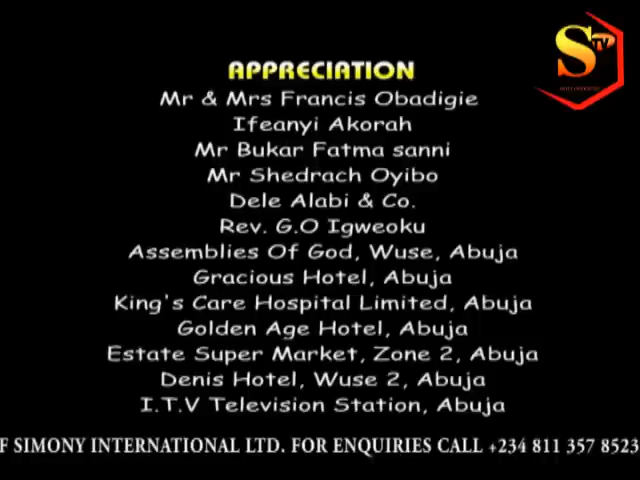 STV
APPRECIATION
Mr & Mrs Francis Obadigie
Ifeanyi Akorah
Mr Bukar Fatma sanni
Mr Shedrach Oyibo
Dele Alabi & Co.
Rev. G.O Igweoku
Assemblies Of God, Wuse, Abuja
Gracious Hotel, Abuja
King's Care Hospital Limited, Abuja
Golden Age Hotel, Abuja
Estate Super Market, Zone 2, Abuja
Denis Hotel, Wuse 2, Abuja
I.T.V Television Station, Abuja
F SIMONY INTERNATIONAL LTD. FOR ENQUIRIES CALL +234 811 357 8523